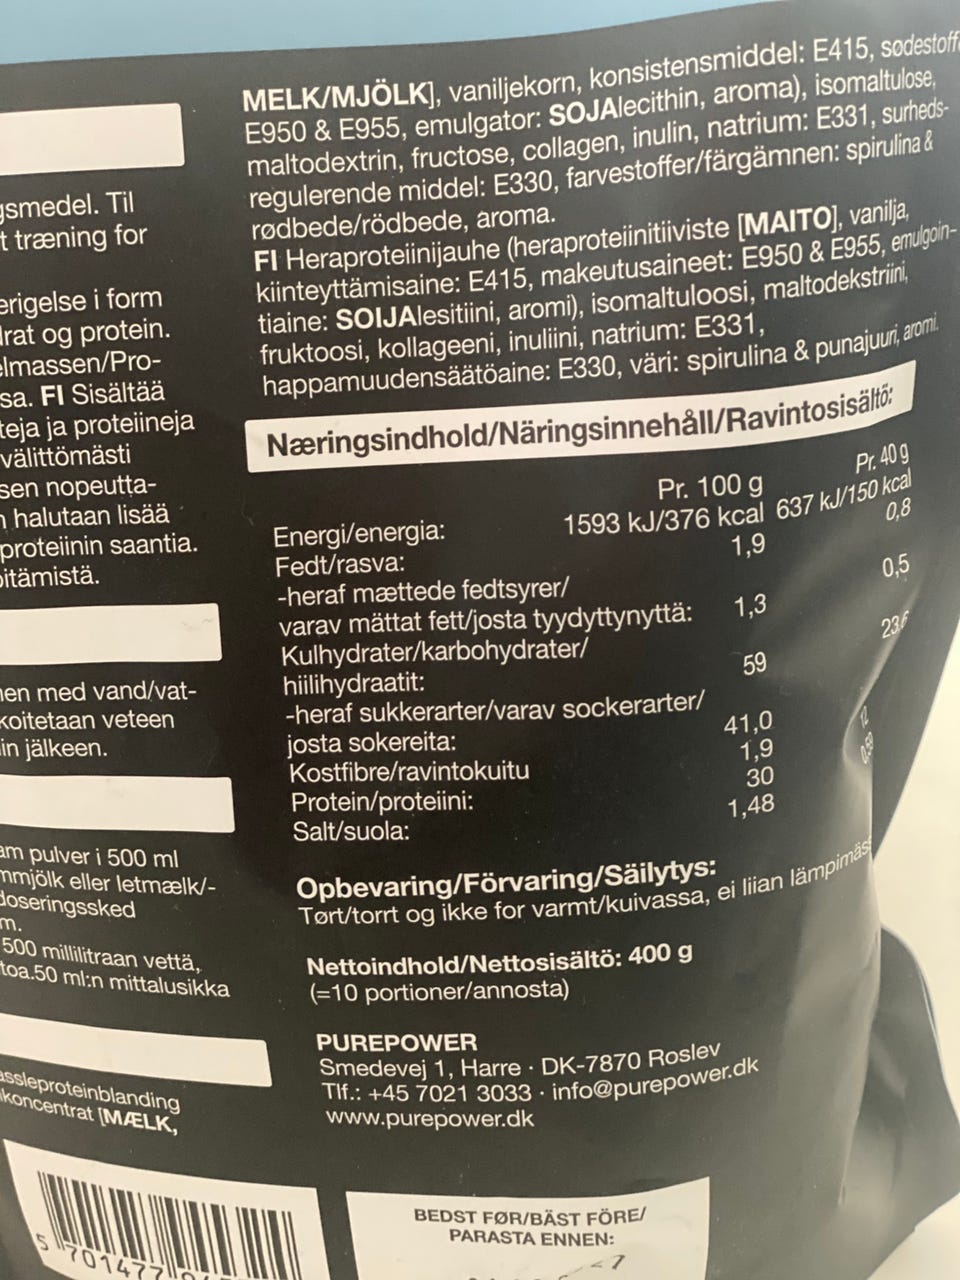 MELK/MJÖLK], vaniljekorn, konsistensmiddel: E415, sødestoff
E950 & E955, emulgator: SOJAlecithin, aroma), isomaltulose,
maltodextrin, fructose, collagen, inulin, natrium: E331, surheds-
regulerende middel: E330, farvestoffer/färgämnen: spirulina &
rødbede/rödbede, aroma.
FI Heraproteiinijauhe (heraproteiinitiiviste [MAITO], vanilja,
kiinteyttämisaine: E415, makeutusaineet: E950 & E955, emulgoin-
tiaine: SOIJAlesitiini, aromi), isomaltuloosi, maltodekstriini,
fruktoosi, kollageeni, inuliini, natrium: E331,
happamuudensäätöaine: E330, väri: spirulina & punajuuri, aromi.
Næringsindhold/Näringsinnehåll/Ravintosisältö:
Pr. 100 g Pr. 40 g
Energi/energia: 1593 kJ/376 kcal 637 kJ/150 kcal
Fedt/rasva: 1,9 0,8
-heraf mættede fedtsyrer/
varav mättat fett/josta tyydyttynyttä: 1,3 0,5
Kulhydrater/karbohydrater/
hiilihydraatit: 59 23,6
-heraf sukkerarter/varav sockerarter/
josta sokereita: 41,0
Kostfibre/ravintokuitu 1,9
Protein/proteiini: 30 12
Salt/suola: 1,48 0,59
Opbevaring/Förvaring/Säilytys:
Tørt/torrt og ikke for varmt/kuivassa, ei liian lämpimäs
Nettoindhold/Nettosisältö: 400 g
(=10 portioner/annosta)
PUREPOWER
Smedevej 1, Harre · DK-7870 Roslev
Tlf.: +45 7021 3033 · info@purepower.dk
www.purepower.dk
BEDST FØR/BÄST FÖRE/
PARASTA ENNEN:
gsmedel. Til
t træning for
erigelse i form
drat og protein.
elmassen/Pro-
sa. FI Sisältää
teja ja proteiineja
välittömästi
sen nopeutta-
n halutaan lisää
proteiinin saantia.
pitämistä.
nen med vand/vat-
koitetaan veteen
in jälkeen.
am pulver i 500 ml
mmjölk eller letmælk/-
doseringssked
m.
500 millilitraan vettä,
toa.50 ml:n mittalusikka
assleproteinblanding
koncentrat [MÆLK,
5 701477